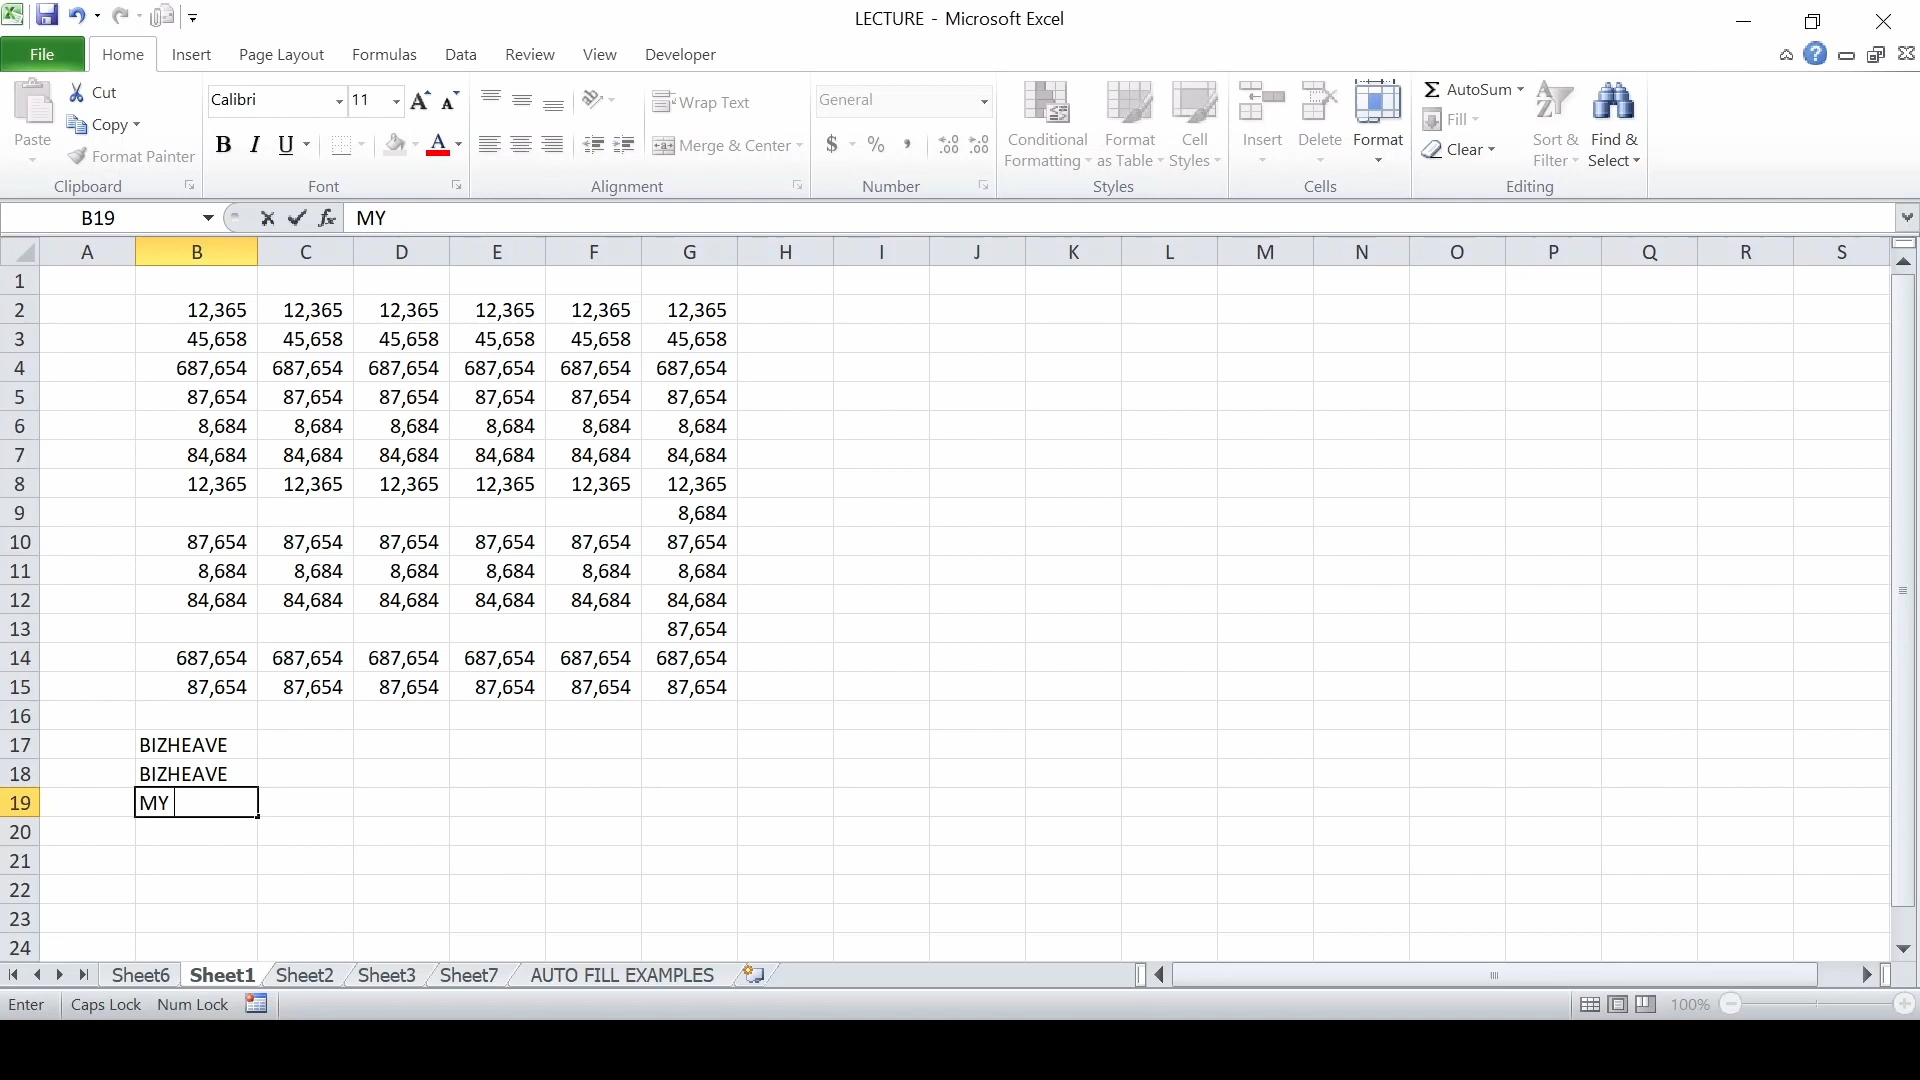 LECTURE - Microsoft Excel
File Home Insert Page Layout Formulas Data Review View Developer
Paste
Cut
Copy
Format Painter
Clipboard
Calibri 11
B I U
Font
Wrap Text
Merge & Center
Alignment
General
$ % ,
Number
Conditional Formatting
Format as Table
Cell Styles
Styles
Insert Delete Format
Cells
AutoSum
Fill
Clear
Sort & Filter
Find & Select
Editing
B19 fx MY
A B C D E F G H I J K L M N O P Q R S
1
2 12,365 12,365 12,365 12,365 12,365 12,365
3 45,658 45,658 45,658 45,658 45,658 45,658
4 687,654 687,654 687,654 687,654 687,654 687,654
5 87,654 87,654 87,654 87,654 87,654 87,654
6 8,684 8,684 8,684 8,684 8,684 8,684
7 84,684 84,684 84,684 84,684 84,684 84,684
8 12,365 12,365 12,365 12,365 12,365 12,365
9 8,684
10 87,654 87,654 87,654 87,654 87,654 87,654
11 8,684 8,684 8,684 8,684 8,684 8,684
12 84,684 84,684 84,684 84,684 84,684 84,684
13 87,654
14 687,654 687,654 687,654 687,654 687,654 687,654
15 87,654 87,654 87,654 87,654 87,654 87,654
16
17 BIZHEAVE
18 BIZHEAVE
19 MY
20
21
22
23
24
Sheet6 Sheet1 Sheet2 Sheet3 Sheet7 AUTO FILL EXAMPLES
Enter Caps Lock Num Lock 100%